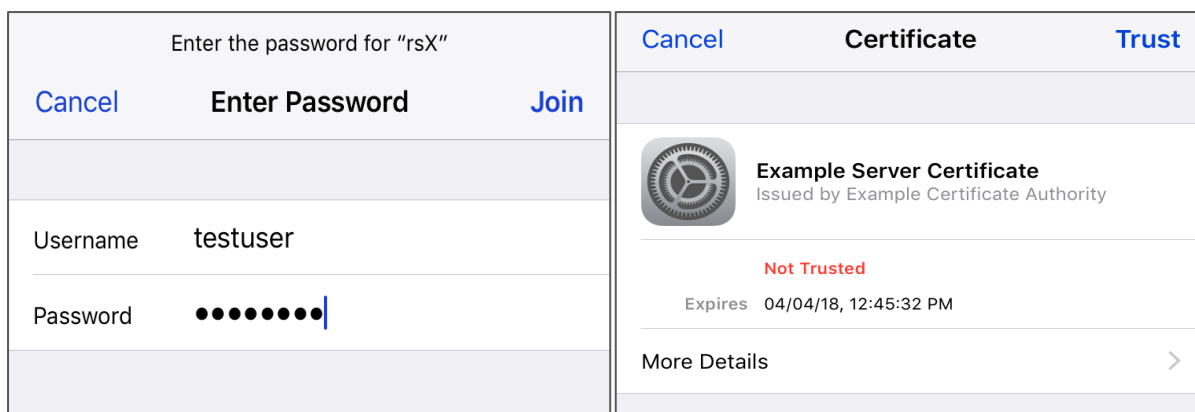 Enter the password for “rsX”
Cancel Enter Password Join
Username testuser
Password ••••••••
Cancel Certificate Trust
Example Server Certificate
Issued by Example Certificate Authority
Not Trusted
Expires 04/04/18, 12:45:32 PM
More Details